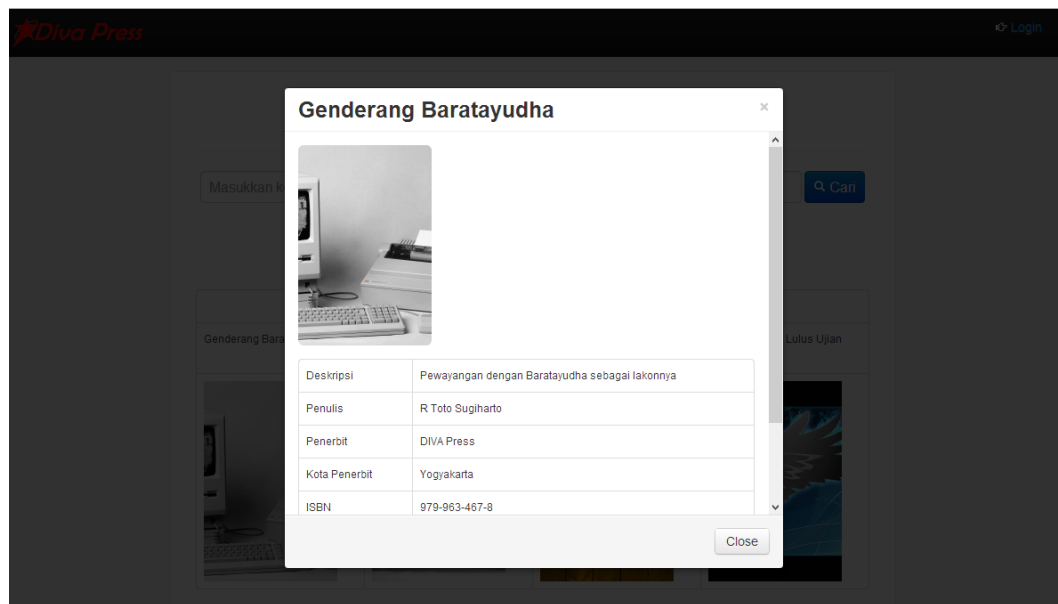 Diva Press
Login
Genderang Baratayudha
×
Masukkan
Cari
Genderang
Lulus Ujian
Deskripsi Pewayangan dengan Baratayudha sebagai lakonnya
Penulis R Toto Sugiharto
Penerbit DIVA Press
Kota Penerbit Yogyakarta
ISBN 979-963-467-8
Close